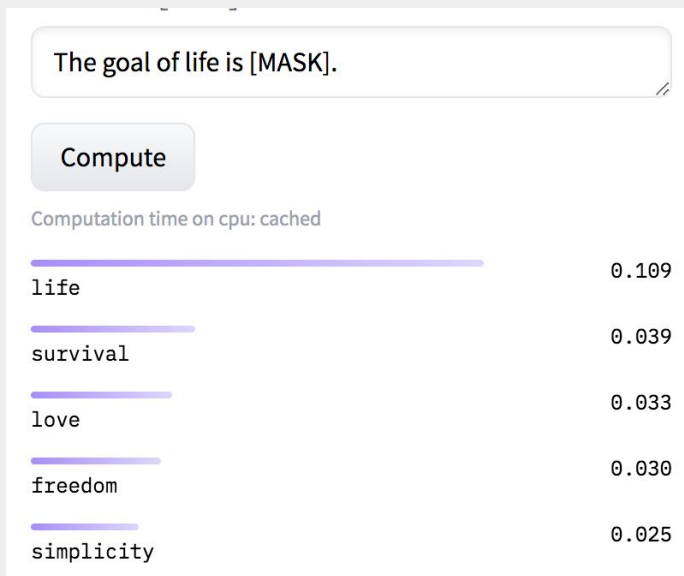 The goal of life is [MASK].
Compute
Computation time on cpu: cached
0.109
life
0.039
survival
0.033
love
0.030
freedom
0.025
simplicity